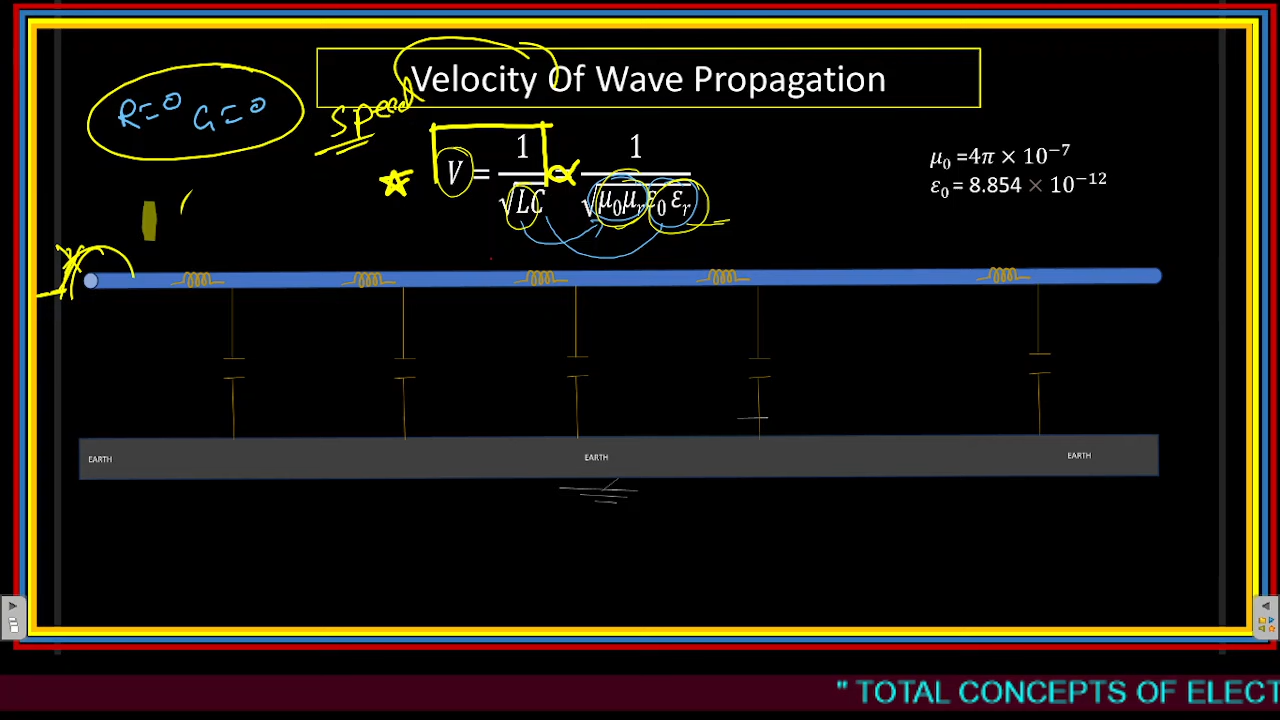 Velocity Of Wave Propagation
R=0 G=0
speed
V = 1/√LC ∝ 1/√μ₀μᵣε₀εᵣ
μ₀ =4π × 10⁻⁷
ε₀ = 8.854 × 10⁻¹²
EARTH EARTH EARTH
" TOTAL CONCEPTS OF ELECT